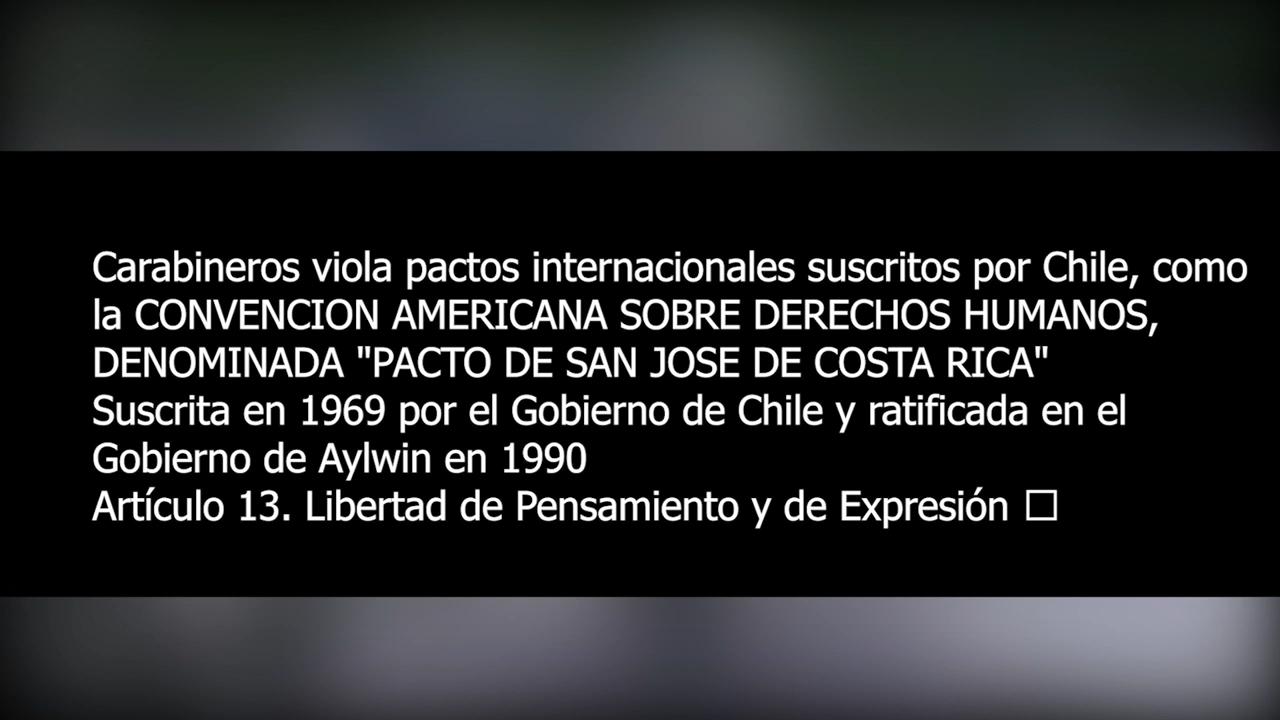 Carabineros viola pactos internacionales suscritos por Chile, como
la CONVENCION AMERICANA SOBRE DERECHOS HUMANOS,
DENOMINADA "PACTO DE SAN JOSE DE COSTA RICA"
Suscrita en 1969 por el Gobierno de Chile y ratificada en el
Gobierno de Aylwin en 1990
Artículo 13. Libertad de Pensamiento y de Expresión □